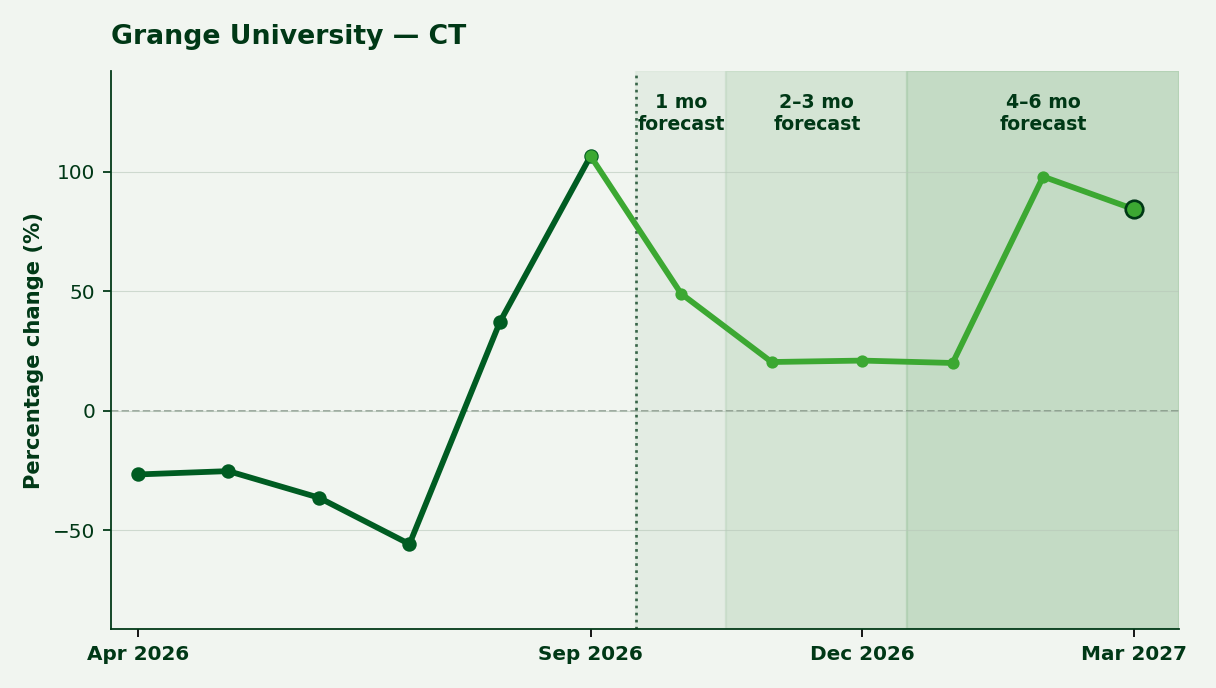 Grange University — CT
1 mo
forecast
2–3 mo
forecast
4–6 mo
forecast
Percentage change (%)
100
50
0
−50
Apr 2026
Sep 2026
Dec 2026
Mar 2027